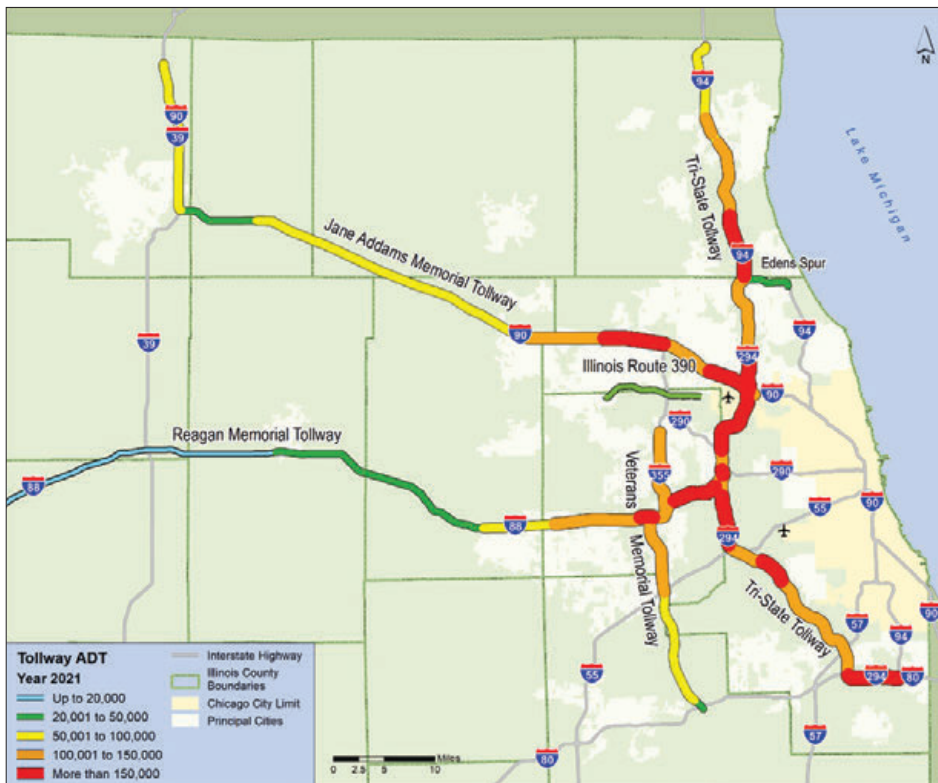 N
94
90
39
Tri-State Tollway
Lake Michigan
Jane Addams Memorial Tollway
94
Edens Spur
94
90
39
294
Illinois Route 390
90
290
Reagan Memorial Tollway
88
Veterans
Memorial Tollway
355
290
55
90
88
294
Tri-State Tollway
57
94
90
294
80
55
57
80
Tollway ADT
Year 2021
Up to 20,000
20,001 to 50,000
50,001 to 100,000
100,001 to 150,000
More than 150,000
Interstate Highway
Illinois County
Boundaries
Chicago City Limit
Principal Cities
Miles
0 2.5 5 10